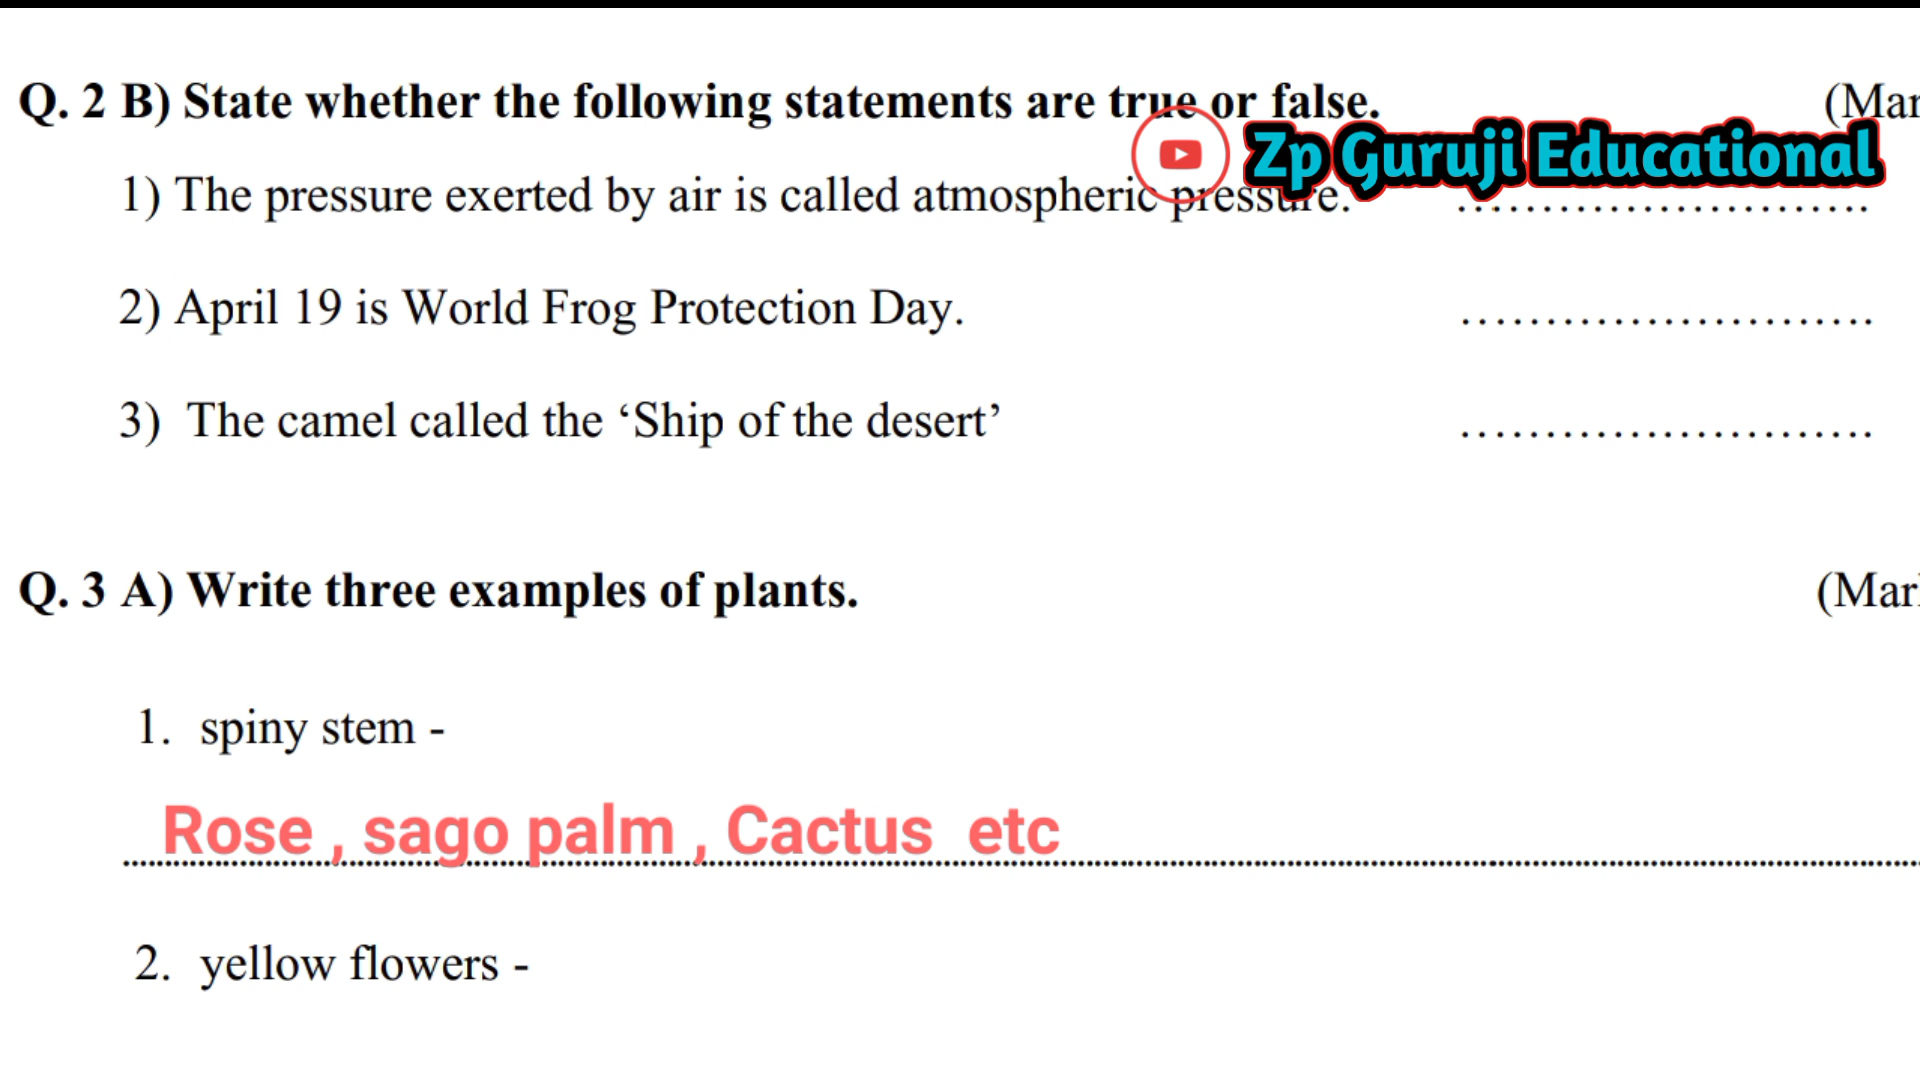 Q. 2 B) State whether the following statements are true or false. (Mar
Zp Guruji Educational
1) The pressure exerted by air is called atmospheric pressure. ........................
2) April 19 is World Frog Protection Day. ........................
3) The camel called the ‘Ship of the desert’ ........................
Q. 3 A) Write three examples of plants. (Mar
1. spiny stem -
Rose , sago palm , Cactus etc
2. yellow flowers -